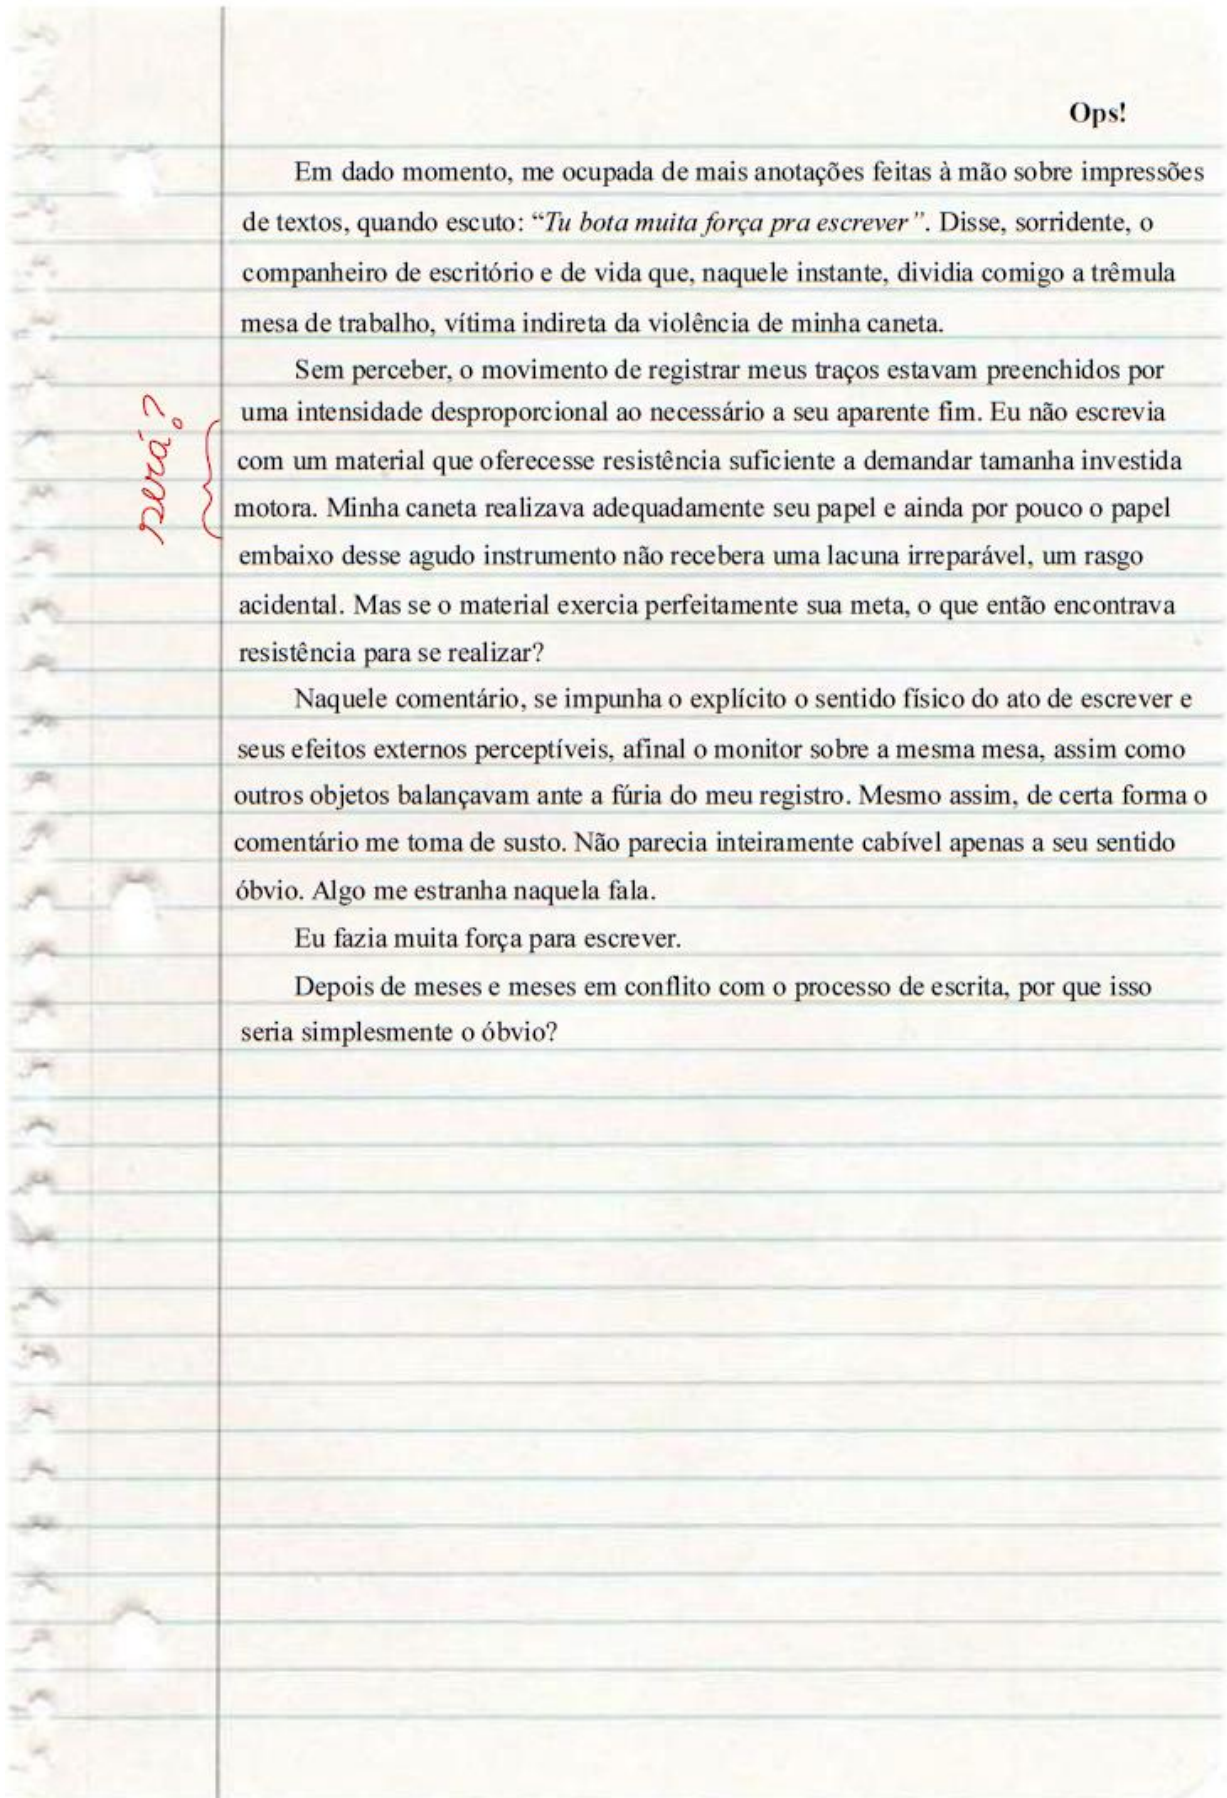 Ops!
Em dado momento, me ocupada de mais anotações feitas à mão sobre impressões
de textos, quando escuto: “Tu bota muita força pra escrever”. Disse, sorridente, o
companheiro de escritório e de vida que, naquele instante, dividia comigo a trêmula
mesa de trabalho, vítima indireta da violência de minha caneta.
Sem perceber, o movimento de registrar meus traços estavam preenchidos por
será?
uma intensidade desproporcional ao necessário a seu aparente fim. Eu não escrevia
com um material que oferecesse resistência suficiente a demandar tamanha investida
motora. Minha caneta realizava adequadamente seu papel e ainda por pouco o papel
embaixo desse agudo instrumento não recebera uma lacuna irreparável, um rasgo
acidental. Mas se o material exercia perfeitamente sua meta, o que então encontrava
resistência para se realizar?
Naquele comentário, se impunha o explícito o sentido físico do ato de escrever e
seus efeitos externos perceptíveis, afinal o monitor sobre a mesma mesa, assim como
outros objetos balançavam ante a fúria do meu registro. Mesmo assim, de certa forma o
comentário me toma de susto. Não parecia inteiramente cabível apenas a seu sentido
óbvio. Algo me estranha naquela fala.
Eu fazia muita força para escrever.
Depois de meses e meses em conflito com o processo de escrita, por que isso
seria simplesmente o óbvio?